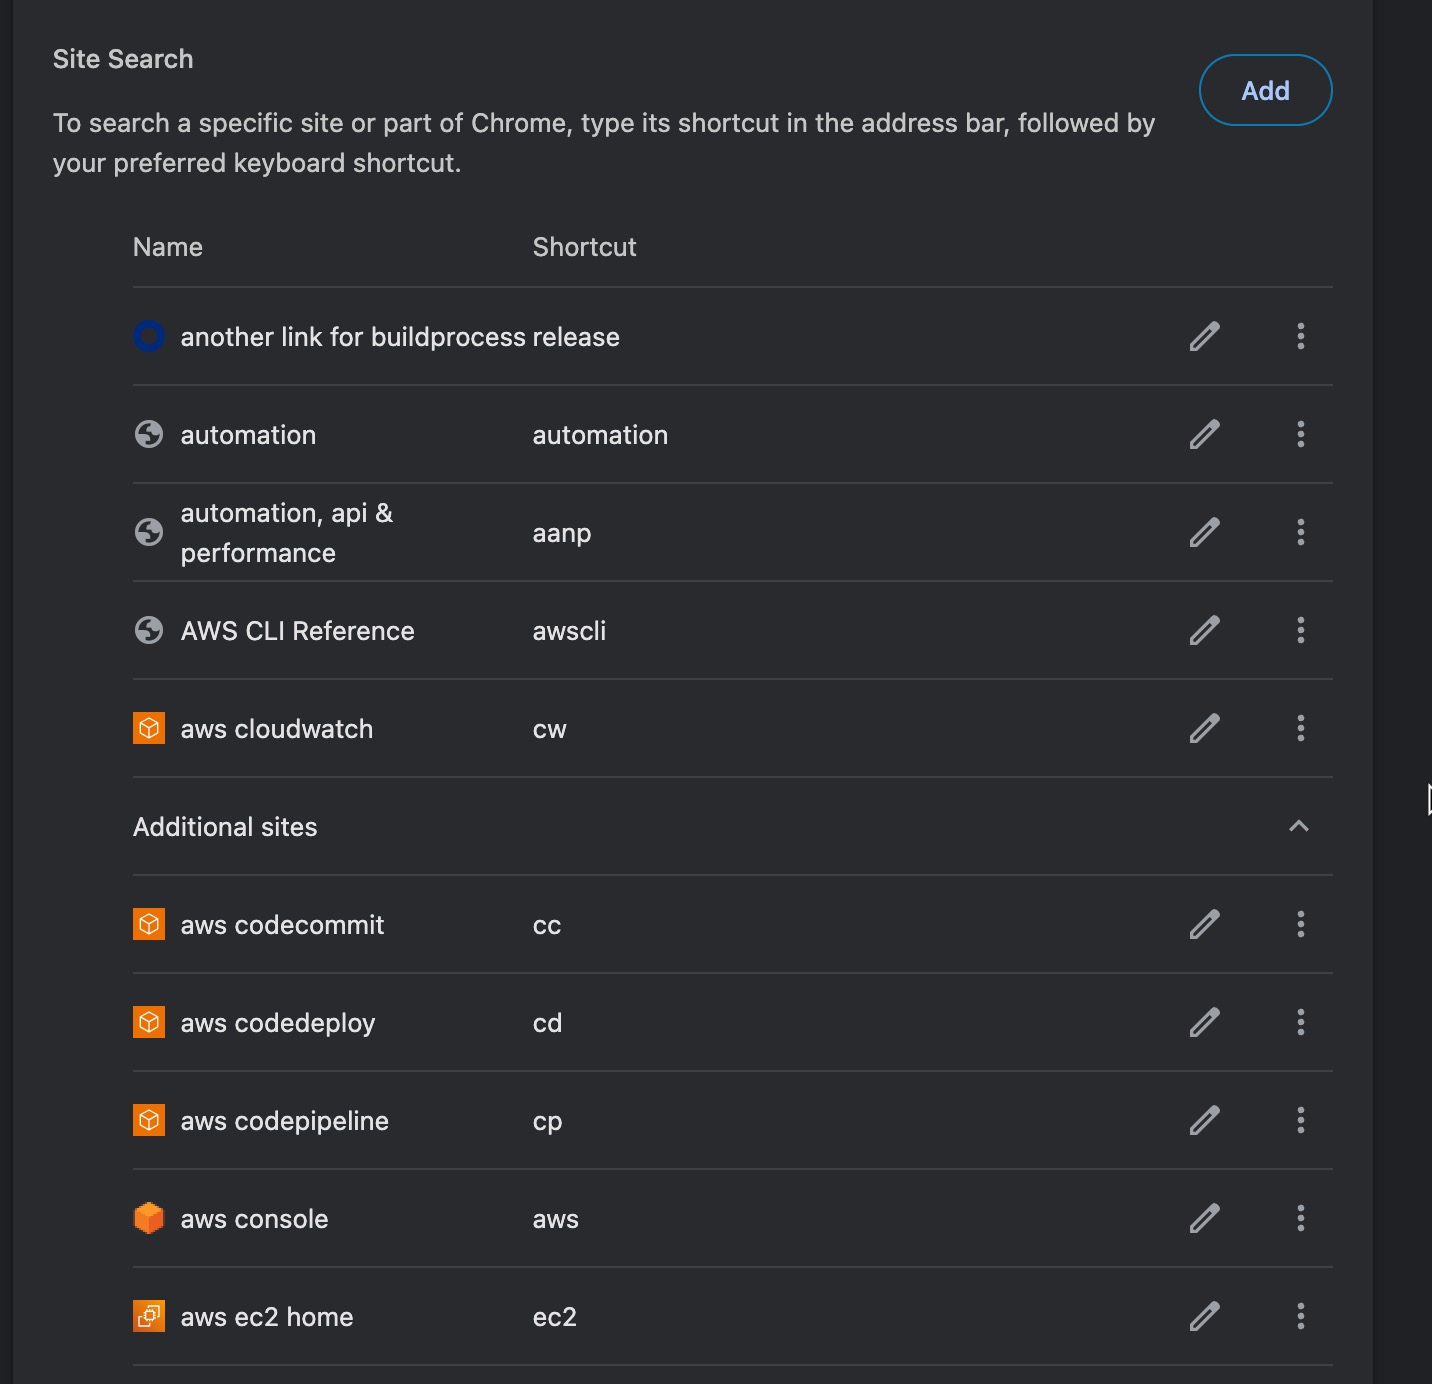 Site Search
Add
To search a specific site or part of Chrome, type its shortcut in the address bar, followed by
your preferred keyboard shortcut.
Name Shortcut
another link for buildprocess release
automation automation
automation, api &
performance
aanp
AWS CLI Reference awscli
aws cloudwatch cw
Additional sites
aws codecommit cc
aws codedeploy cd
aws codepipeline cp
aws console aws
aws ec2 home ec2